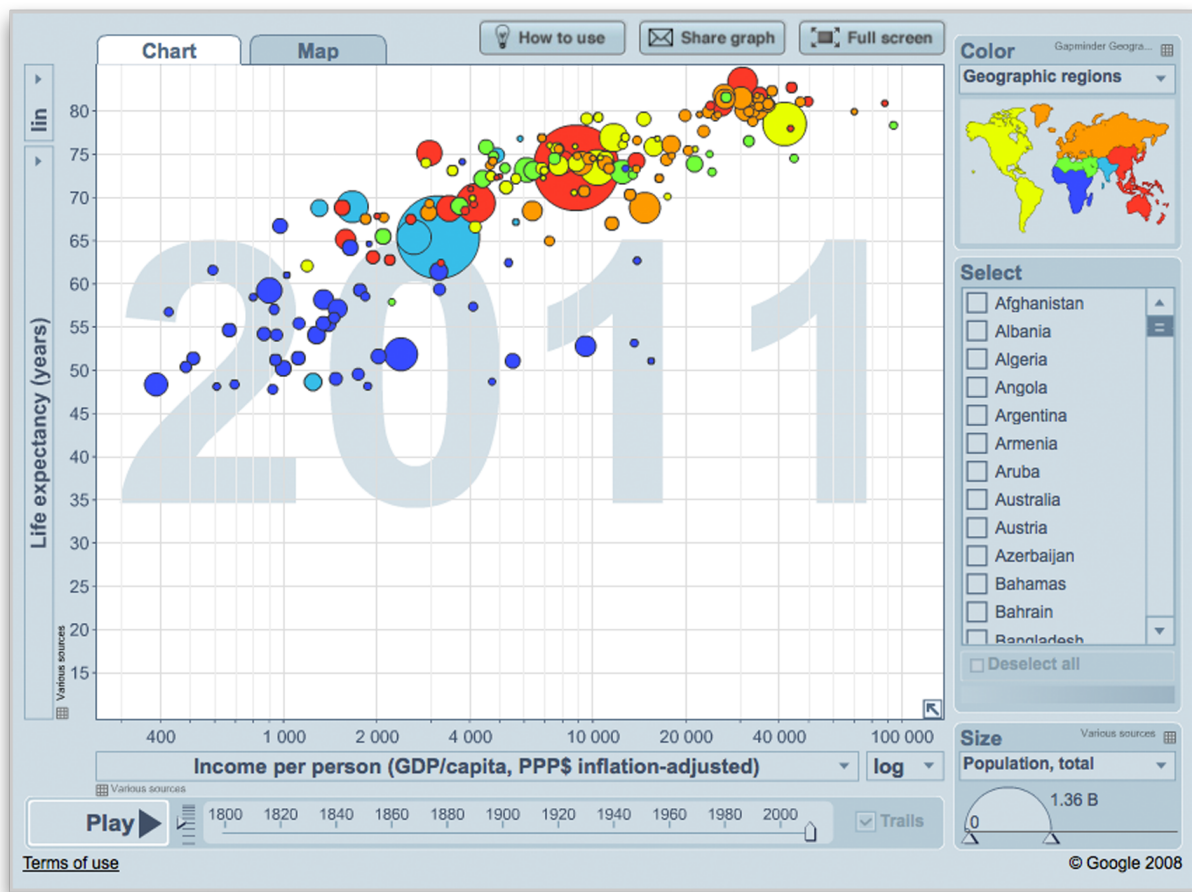 Chart
Map
How to use
Share graph
Full screen
lin
Life expectancy (years)
Various sources
80
75
70
65
60
55
50
45
40
35
30
25
20
15
2011
400
1 000
2 000
4 000
10 000
20 000
40 000
100 000
Income per person (GDP/capita, PPP$ inflation-adjusted)
log
Various sources
Play
1800 1820 1840 1860 1880 1900 1920 1940 1960 1980 2000
Trails
Terms of use
Color
Gapminder Geogra...
Geographic regions
Select
Afghanistan
Albania
Algeria
Angola
Argentina
Armenia
Aruba
Australia
Austria
Azerbaijan
Bahamas
Bahrain
Bangladesh
Deselect all
Size
Various sources
Population, total
1.36 B
0
© Google 2008